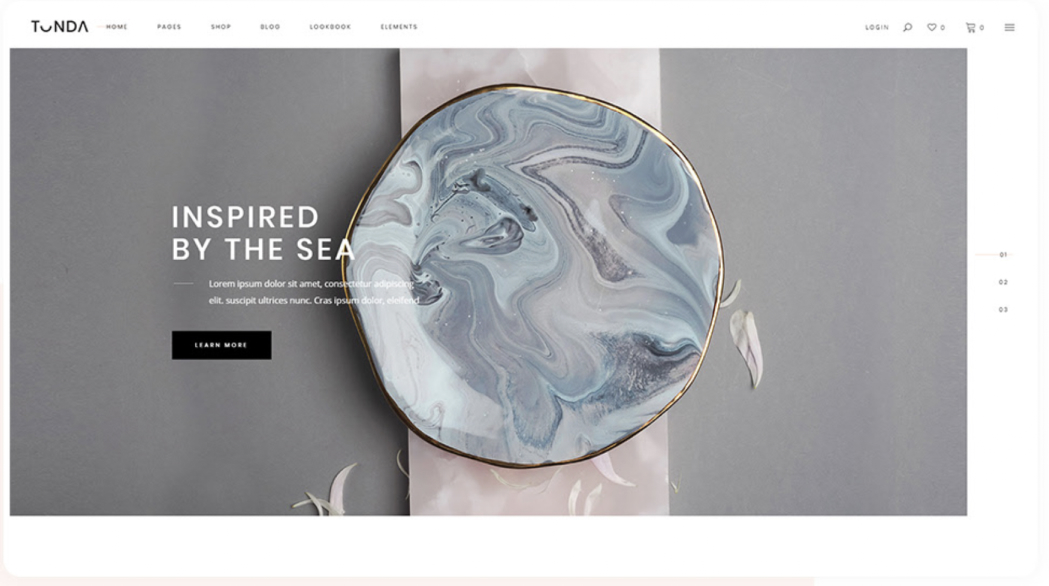 TUNDA
HOME PAGES SHOP BLOG LOOKBOOK ELEMENTS
LOGIN 0 0
INSPIRED
BY THE SEA
Lorem ipsum dolor sit amet, consectetur adipiscing
elit. suscipit ultrices nunc. Cras ipsum dolor, eleifend
LEARN MORE
01
02
03